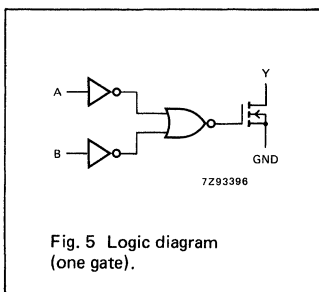 A
B
Y
GND
7Z93396
Fig. 5 Logic diagram
(one gate).